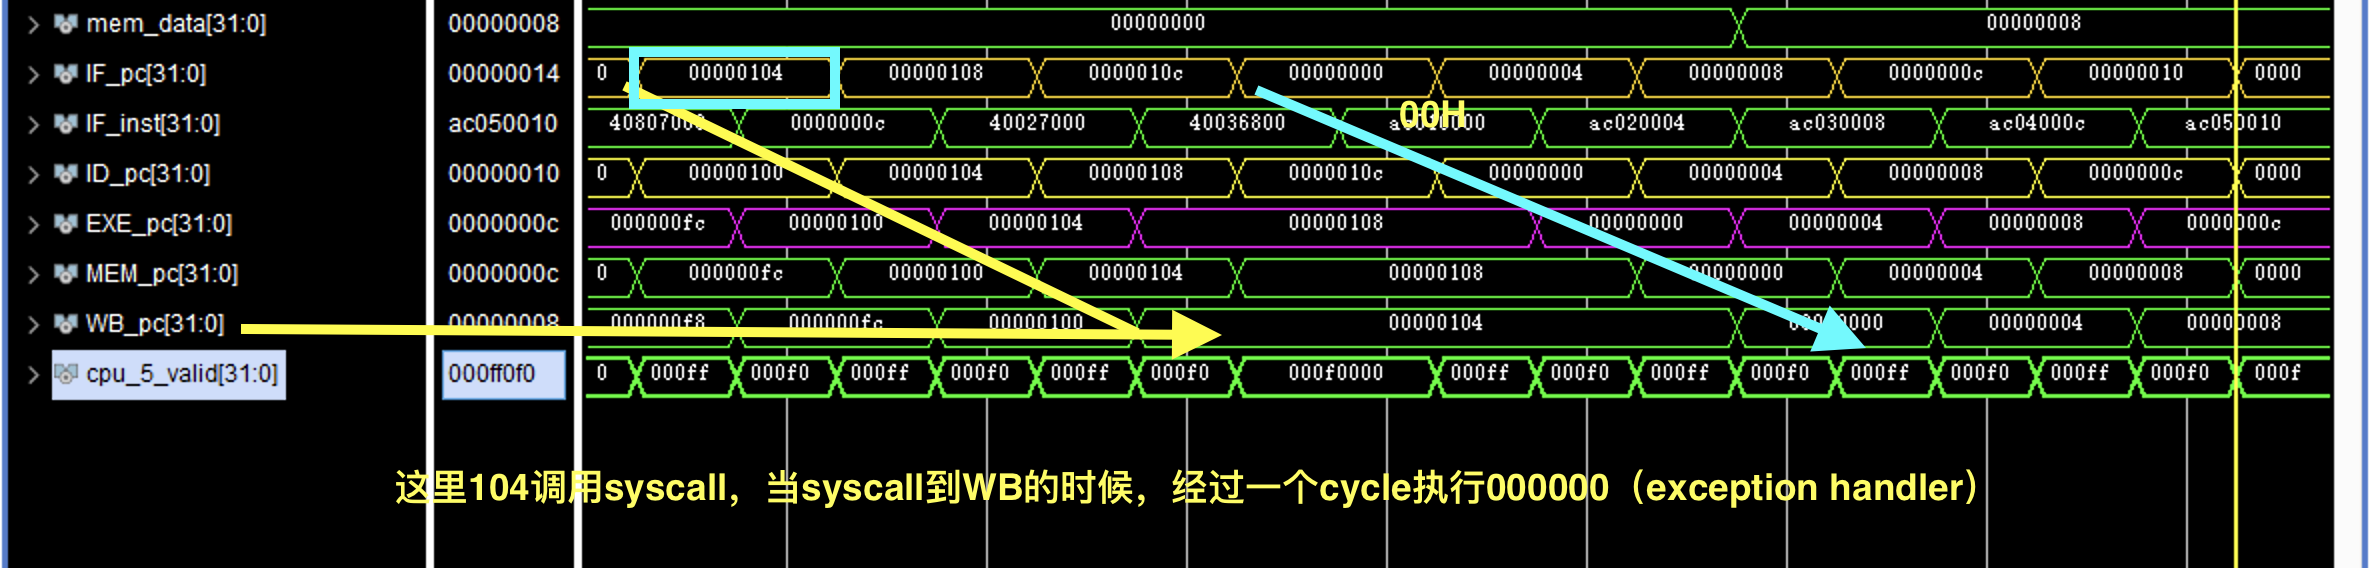 mem_data[31:0] 00000008 00000000 00000008
IF_pc[31:0] 00000014 0 00000104 00000108 0000010c 00000000 00000004 00000008 0000000c 00000010 0000
IF_inst[31:0] ac050010 0000000c 40027000 40036800 ac020004 ac030008 ac04000c ac050010
00H
ID_pc[31:0] 00000010 0 00000100 00000104 00000108 0000010c 00000000 00000004 00000008 0000000c 0000
EXE_pc[31:0] 0000000c 000000fc 00000100 00000104 00000108 00000000 00000004 00000008 0000000c
MEM_pc[31:0] 0000000c 0 000000fc 00000100 00000104 00000108 00000000 00000004 00000008 0000
WB_pc[31:0] 00000008 000000f8 000000fc 00000100 00000104 00000004 00000008
cpu_5_valid[31:0] 000ff0f0 0 000ff 000f0 000ff 000f0 000ff 000f0 000f0000 000ff 000f0 000ff 000f0 000ff 000f0 000ff 000f0 000f
这里104调用syscall，当syscall到WB的时候，经过一个cycle执行000000（exception handler）